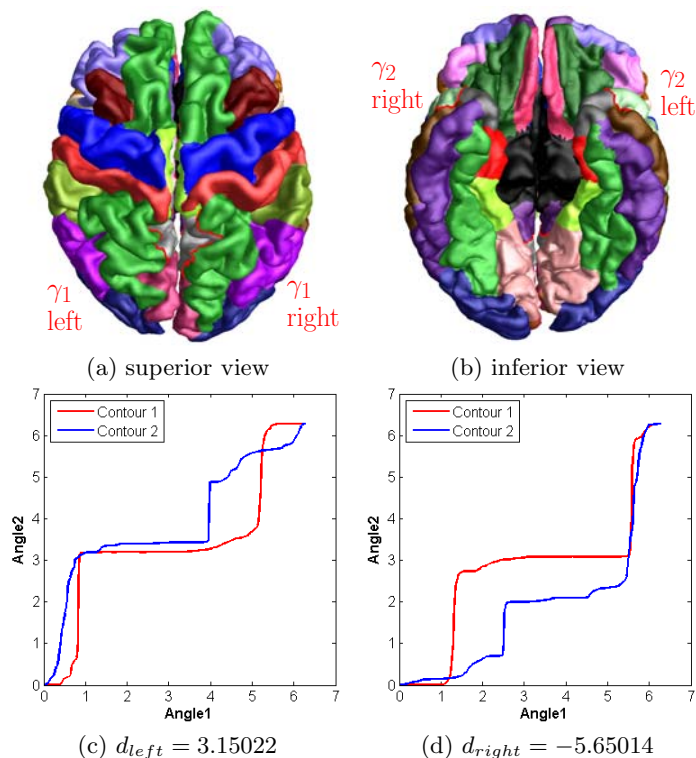 γ₂
right
γ₂
left
γ₁
left
γ₁
right
(a) superior view
(b) inferior view
7
6
5
4
3
2
1
0
Angle2
Contour 1
Contour 2
0 1 2 3 4 5 6 7
Angle1
7
6
5
4
3
2
1
0
Angle2
Contour 1
Contour 2
0 1 2 3 4 5 6 7
Angle1
(c) d_left = 3.15022
(d) d_right = −5.65014